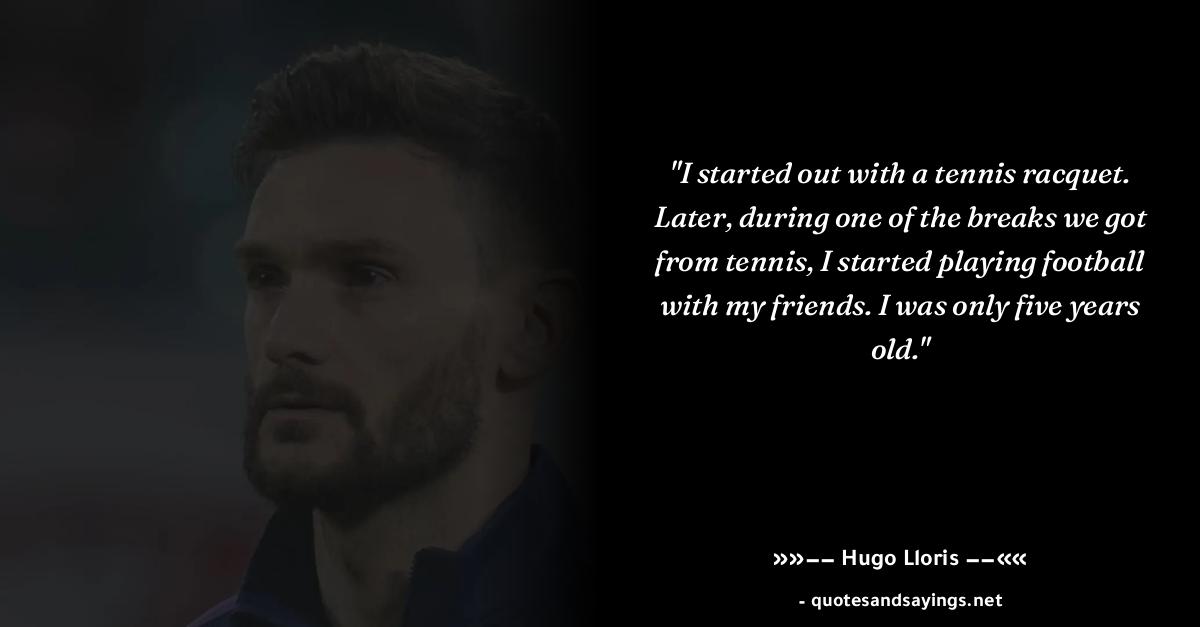 "I started out with a tennis racquet.
Later, during one of the breaks we got
from tennis, I started playing football
with my friends. I was only five years
old."
»»–– Hugo Lloris ––««
- quotesandsayings.net